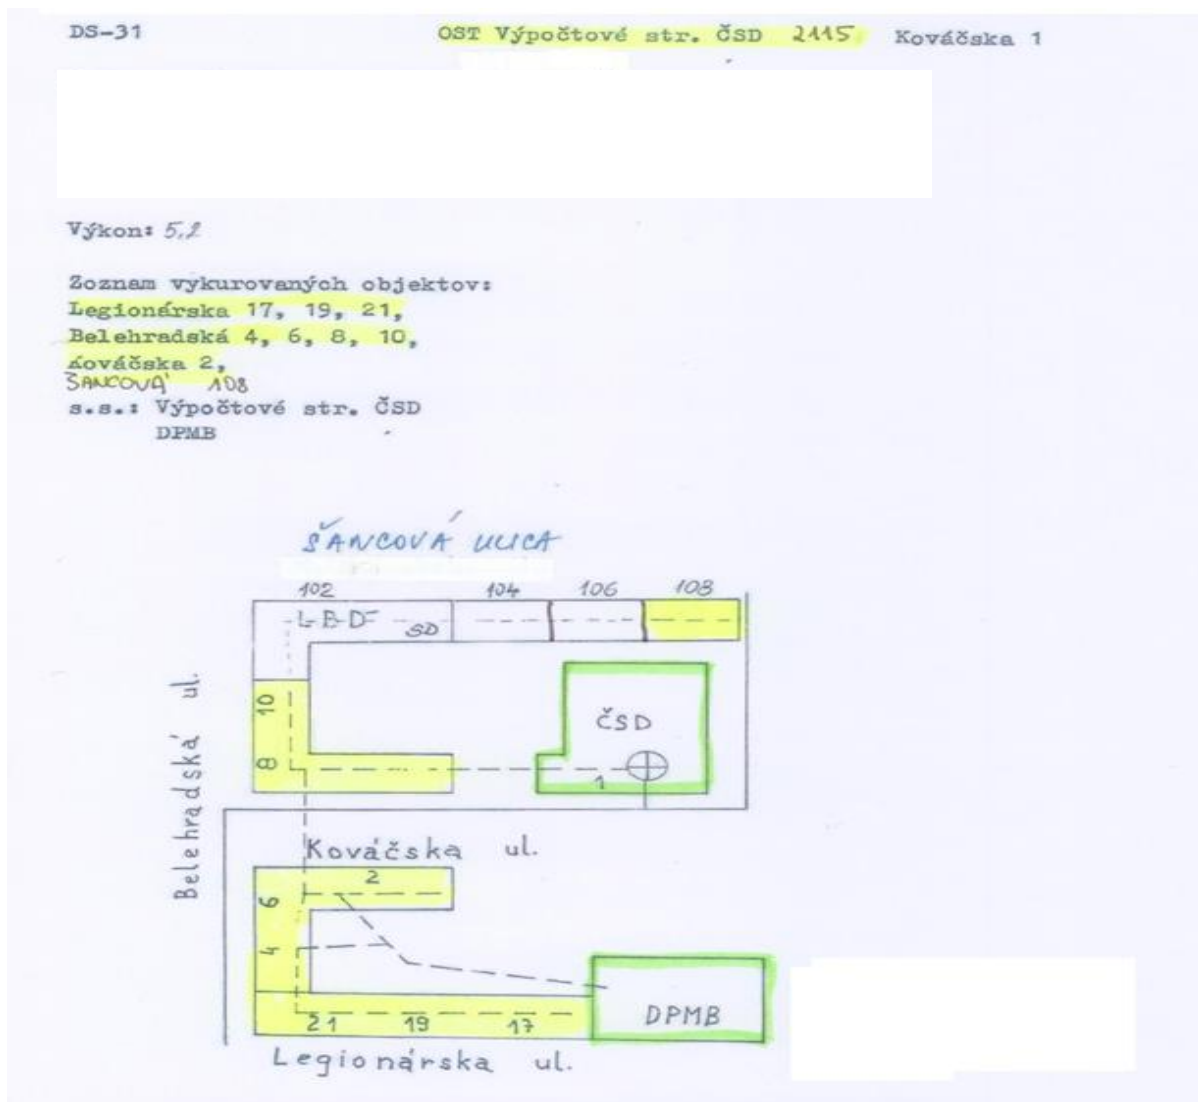 DS-31 OST Výpočtové str. ČSD 2115 Kováčska 1
Výkon: 5,2
Zoznam vykurovaných objektov:
Legionárska 17, 19, 21,
Belehradská 4, 6, 8, 10,
Kováčska 2,
ŠANCOVÁ 108
s.s.: Výpočtové str. ČSD
DPMB
ŠANCOVÁ ULICA
102 104 106 108
L-B-D
SD
Belehradská ul.
10
8
ČSD
1
Kováčska ul.
2
6
4
21 19 17
DPMB
Legionárska ul.